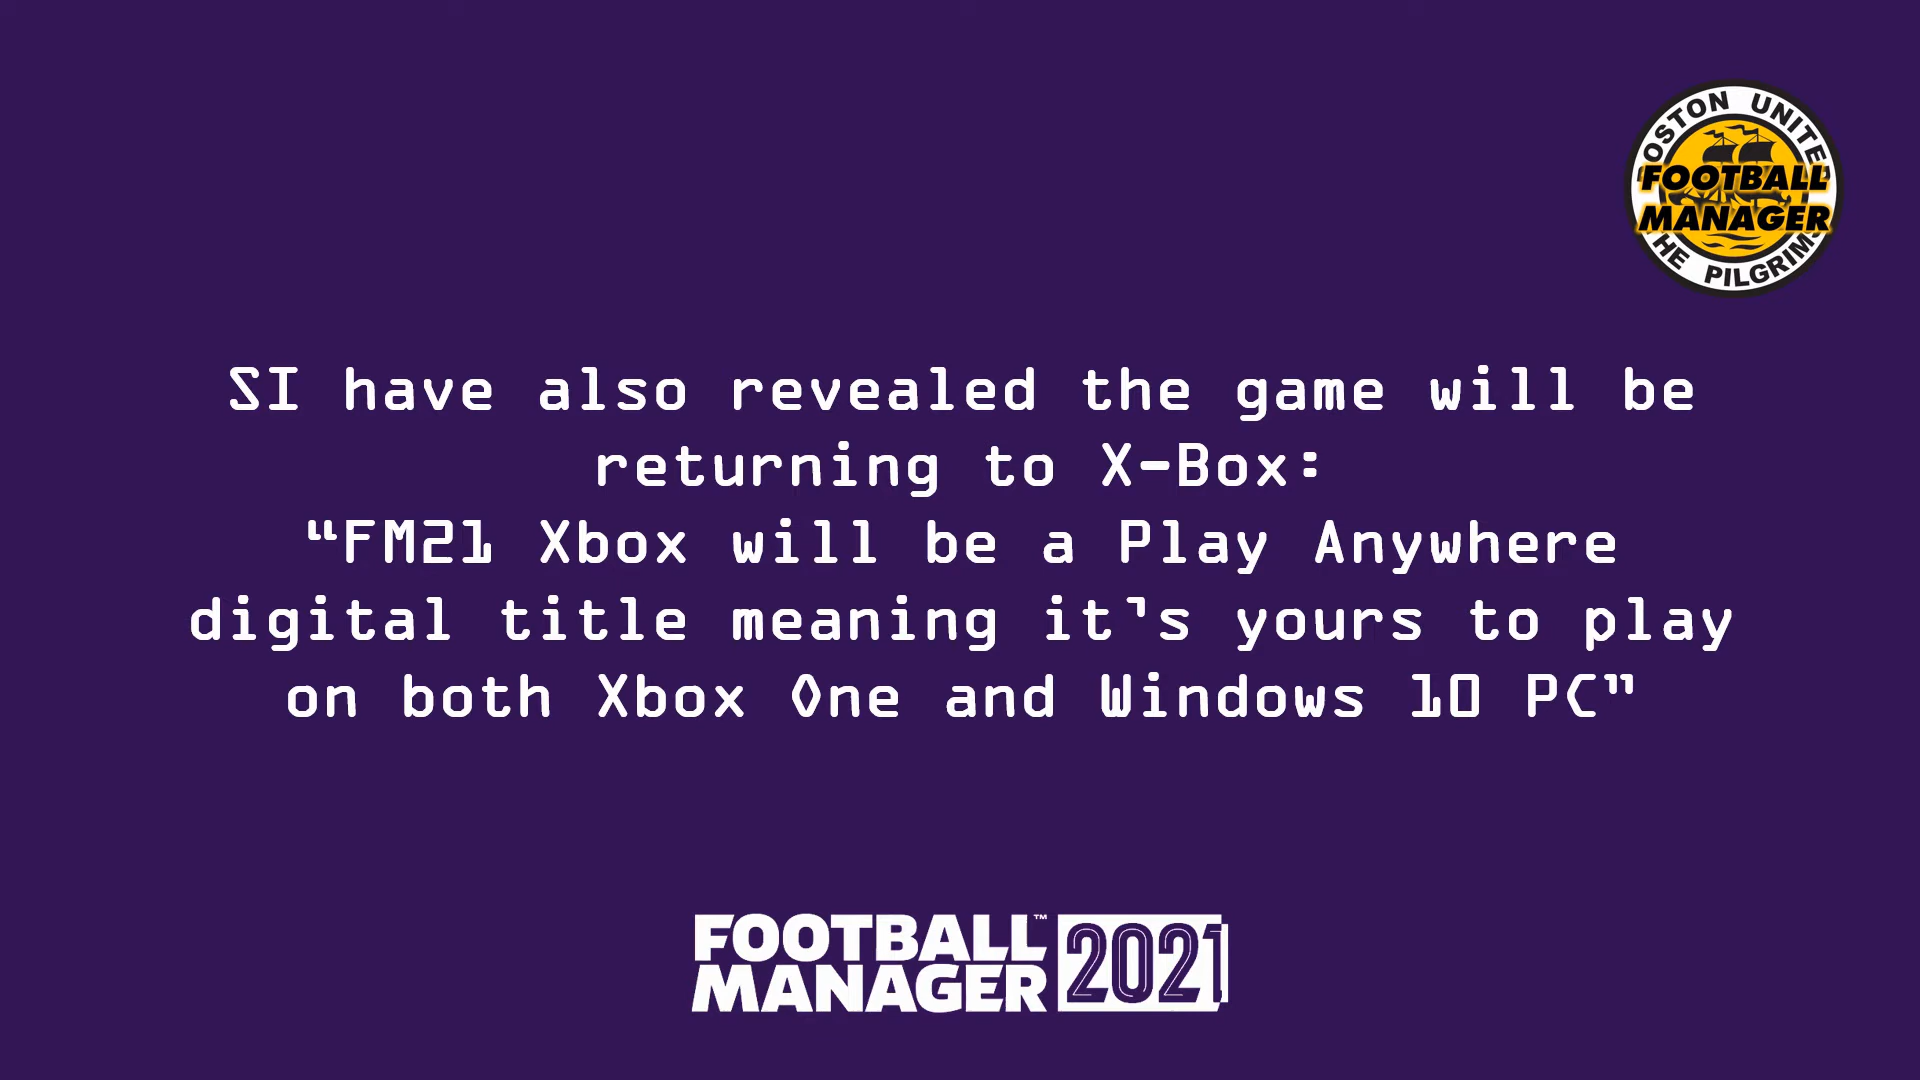 OSTON UNITE
FOOTBALL
MANAGER
HE PILGRIMS
SI have also revealed the game will be
returning to X-Box:
“FM21 Xbox will be a Play Anywhere
digital title meaning it’s yours to play
on both Xbox One and Windows 10 PC”
FOOTBALL™
MANAGER 2021